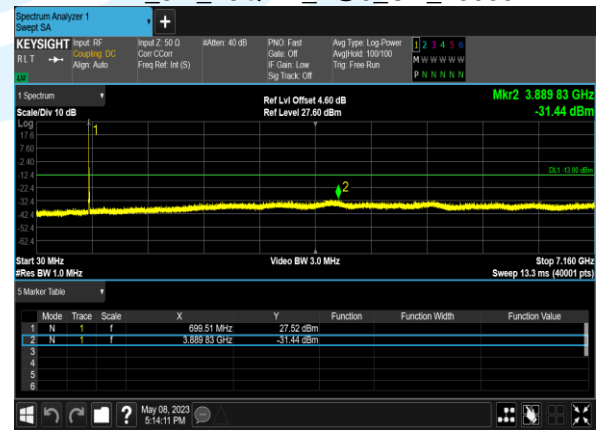 Spectrum Analyzer 1
Swept SA
+
KEYSIGHT
RLT
LXI
Input: RF
Coupling: DC
Align: Auto
Input Z: 50 Ω
Corr CCorr
Freq Ref: Int (S)
#Atten: 40 dB
PNO: Fast
Gate: Off
IF Gain: Low
Sig Track: Off
Avg Type: Log-Power
Avg|Hold: 100/100
Trig: Free Run
1 2 3 4 5 6
M W W W W W
P N N N N N
1 Spectrum
Scale/Div 10 dB
Ref Lvl Offset 4.60 dB
Ref Level 27.60 dBm
Mkr2 3.889 83 GHz
-31.44 dBm
Log
17.6
7.60
-2.40
-12.4
-22.4
-32.4
-42.4
-52.4
-62.4
1
2
DL1 -13.00 dBm
Start 30 MHz
#Res BW 1.0 MHz
Video BW 3.0 MHz
Stop 7.160 GHz
Sweep 13.3 ms (40001 pts)
5 Marker Table
Mode Trace Scale X Y Function Function Width Function Value
1 N 1 f 699.51 MHz 27.52 dBm
2 N 1 f 3.889 83 GHz -31.44 dBm
3
4
5
6
?
May 08, 2023
5:14:11 PM